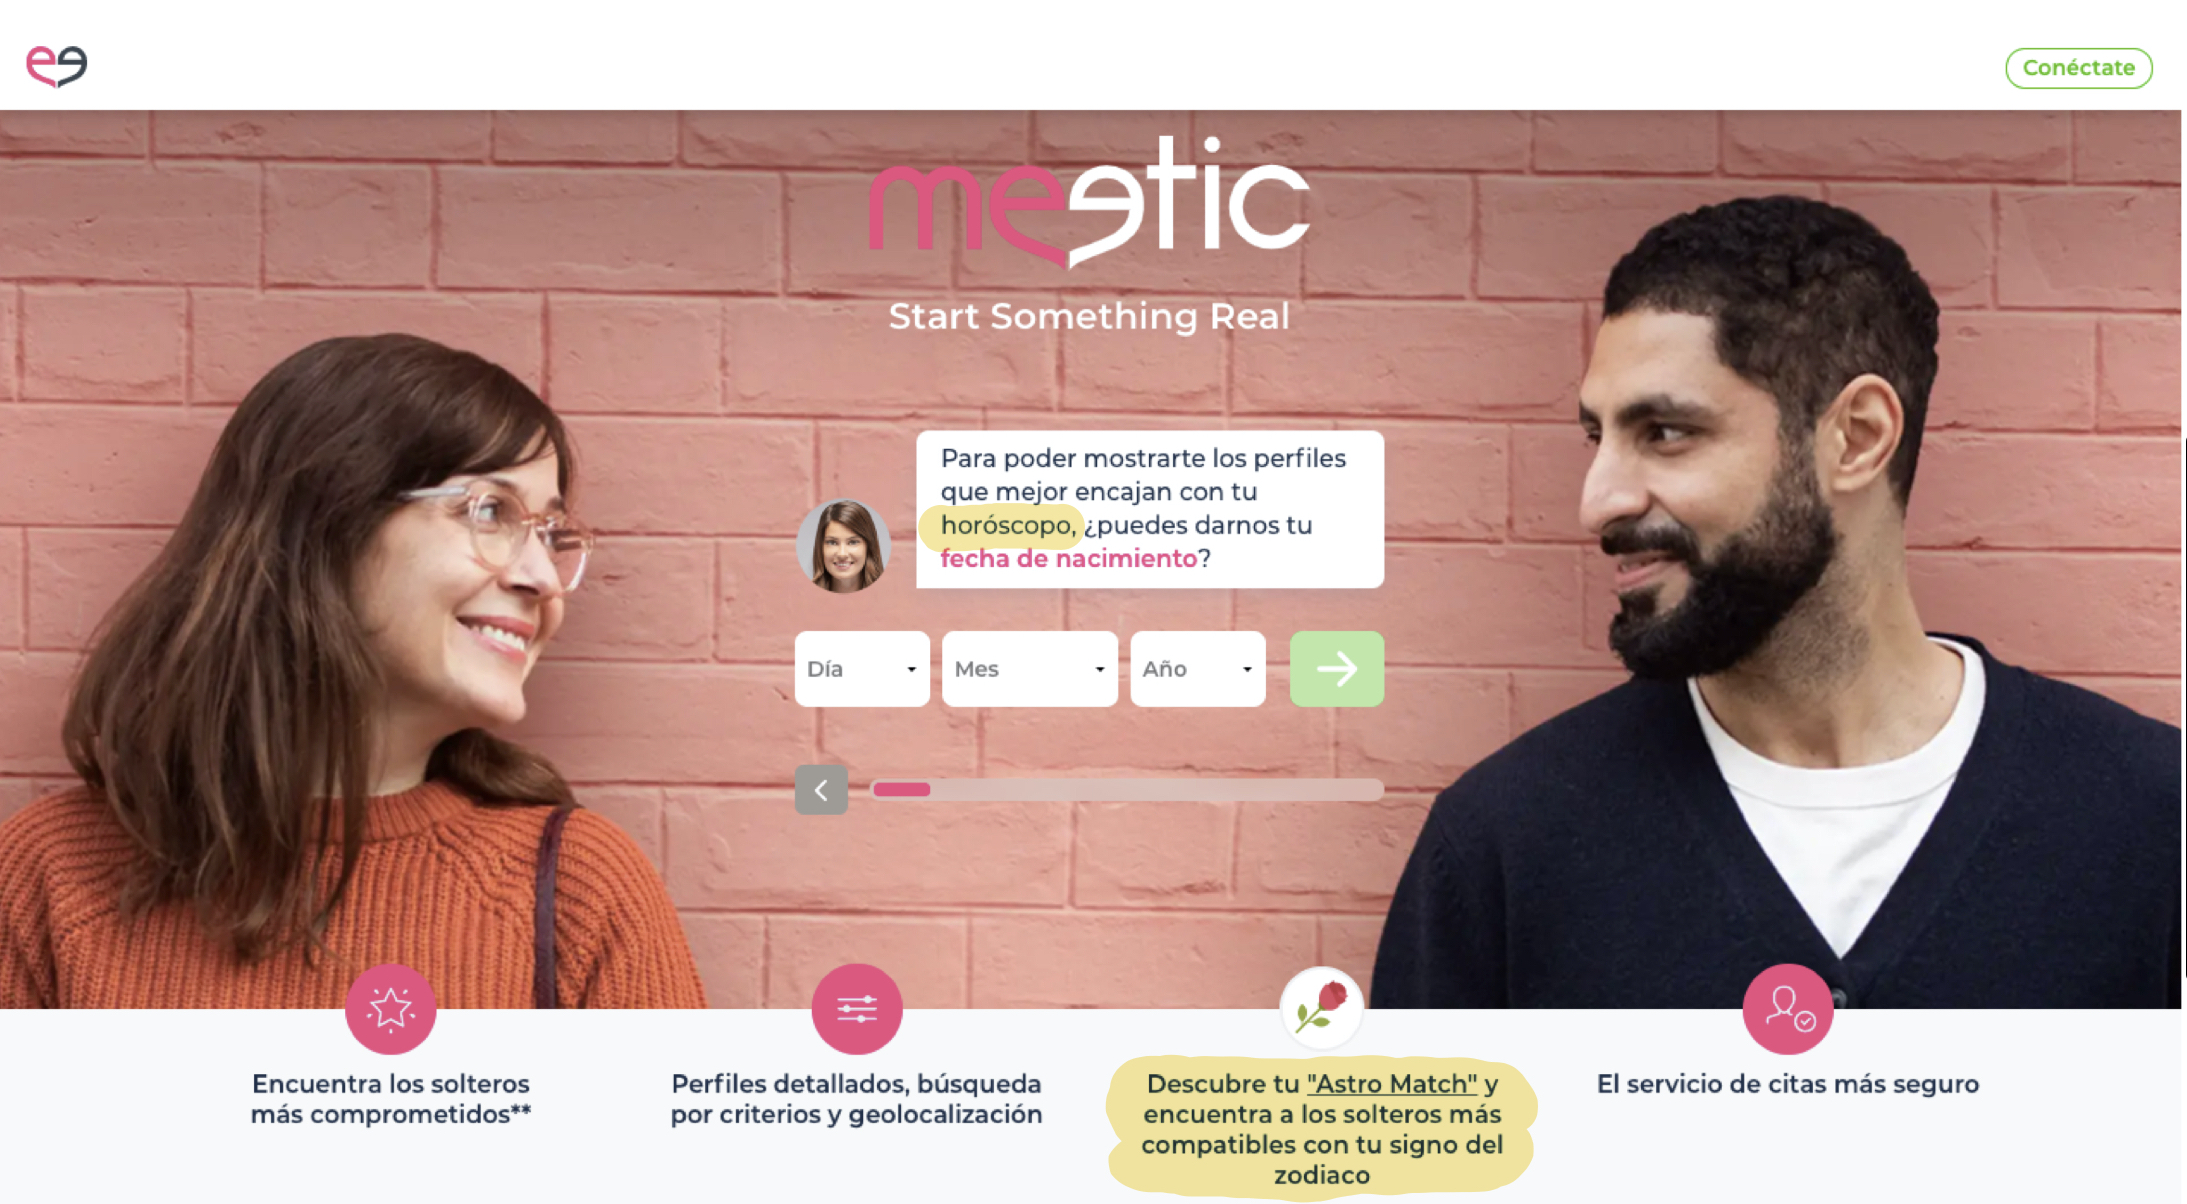 Conéctate
meetic
Start Something Real
Para poder mostrarte los perfiles
que mejor encajan con tu
horóscopo, ¿puedes darnos tu
fecha de nacimiento?
Día
Mes
Año
Encuentra los solteros
más comprometidos**
Perfiles detallados, búsqueda
por criterios y geolocalización
Descubre tu "Astro Match" y
encuentra a los solteros más
compatibles con tu signo del
zodiaco
El servicio de citas más seguro